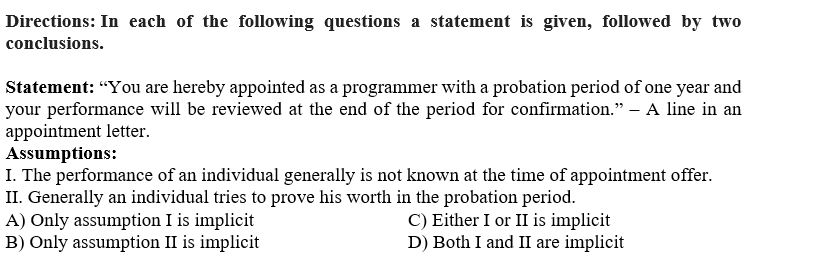 Directions: In each of the following questions a statement is given, followed by two
conclusions.
Statement: “You are hereby appointed as a programmer with a probation period of one year and
your performance will be reviewed at the end of the period for confirmation.” – A line in an
appointment letter.
Assumptions:
I. The performance of an individual generally is not known at the time of appointment offer.
II. Generally an individual tries to prove his worth in the probation period.
A) Only assumption I is implicit C) Either I or II is implicit
B) Only assumption II is implicit D) Both I and II are implicit